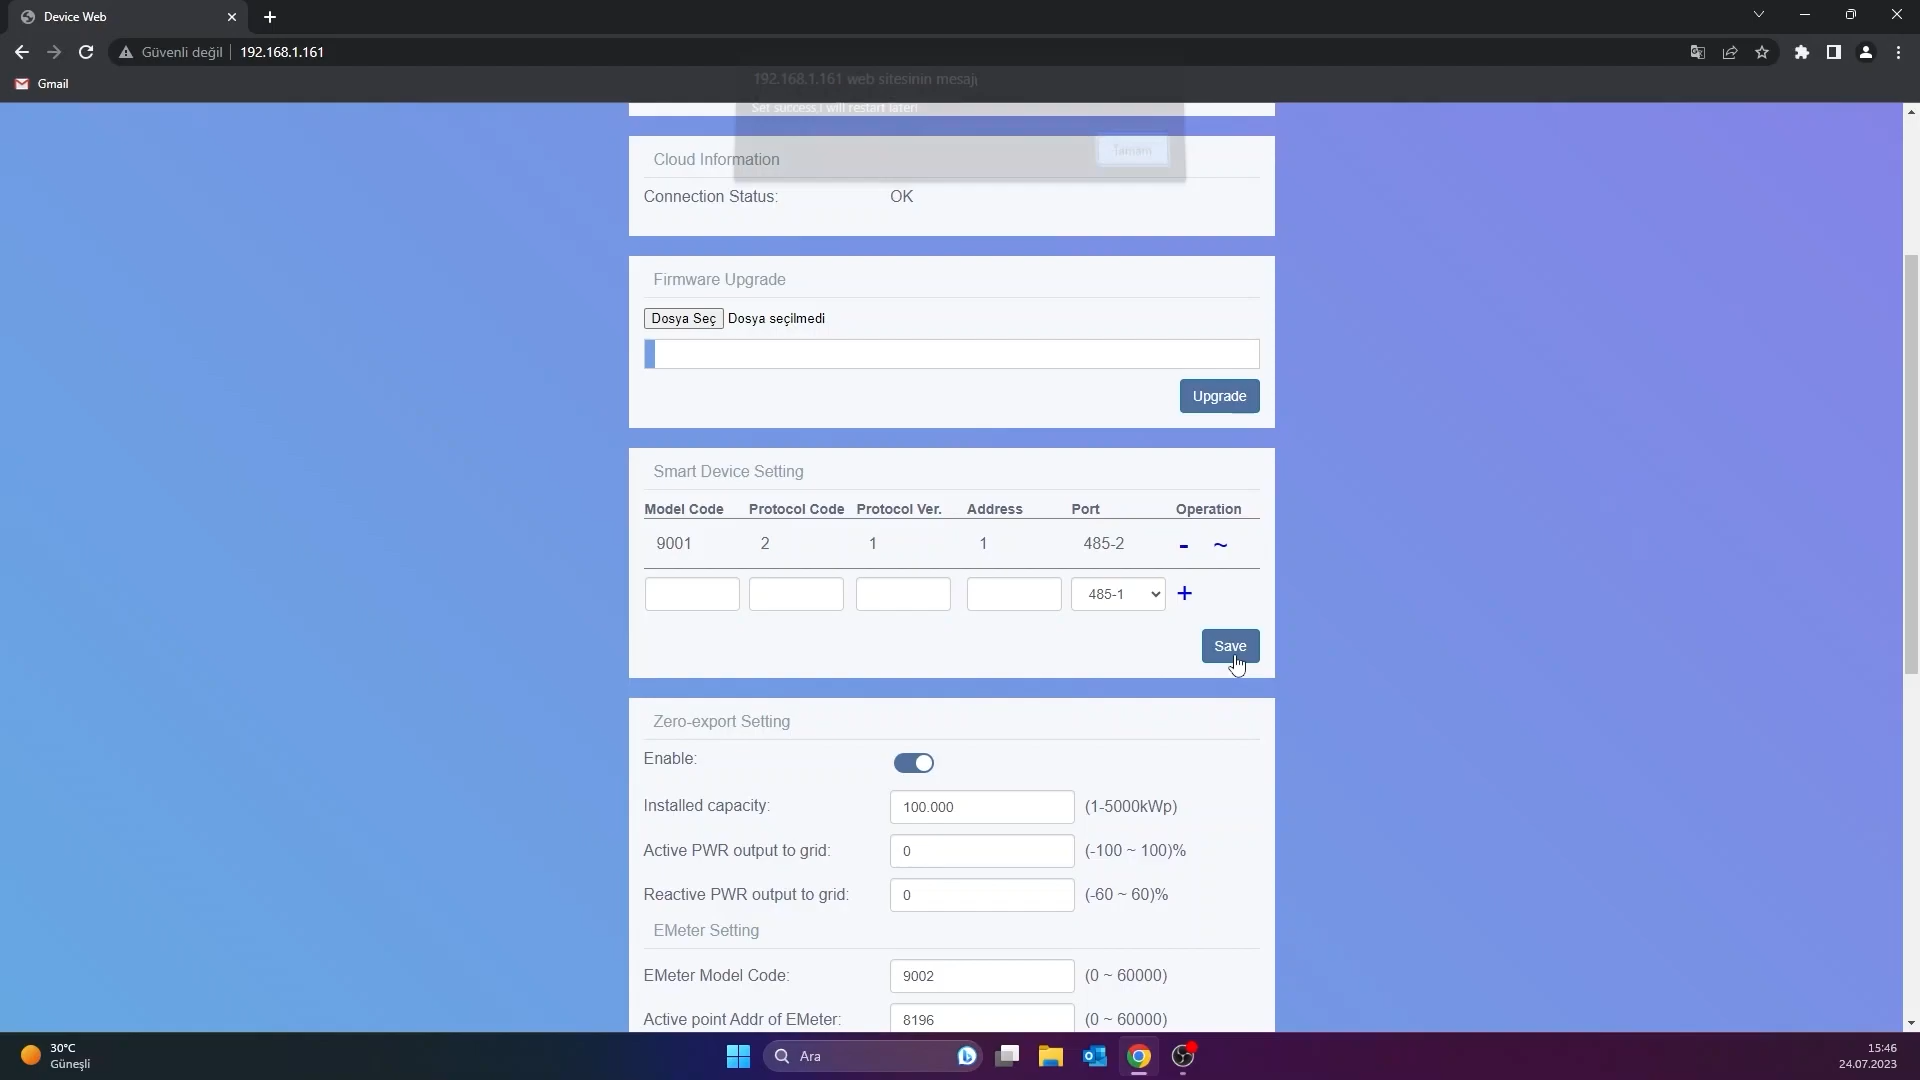 Device Web
Güvenli değil 192.168.1.161
Gmail
192.168.1.161 web sitesinin mesajı
Set success,I will restart later!
Tamam
Cloud Information
Connection Status: OK
Firmware Upgrade
Dosya Seç Dosya seçilmedi
Upgrade
Smart Device Setting
Model Code Protocol Code Protocol Ver. Address Port Operation
9001 2 1 1 485-2 - ~
485-1 +
Save
Zero-export Setting
Enable:
Installed capacity: 100.000 (1-5000kWp)
Active PWR output to grid: 0 (-100 ~ 100)%
Reactive PWR output to grid: 0 (-60 ~ 60)%
EMeter Setting
EMeter Model Code: 9002 (0 ~ 60000)
Active point Addr of EMeter: 8196 (0 ~ 60000)
30°C
Güneşli
Ara
15:46
24.07.2023